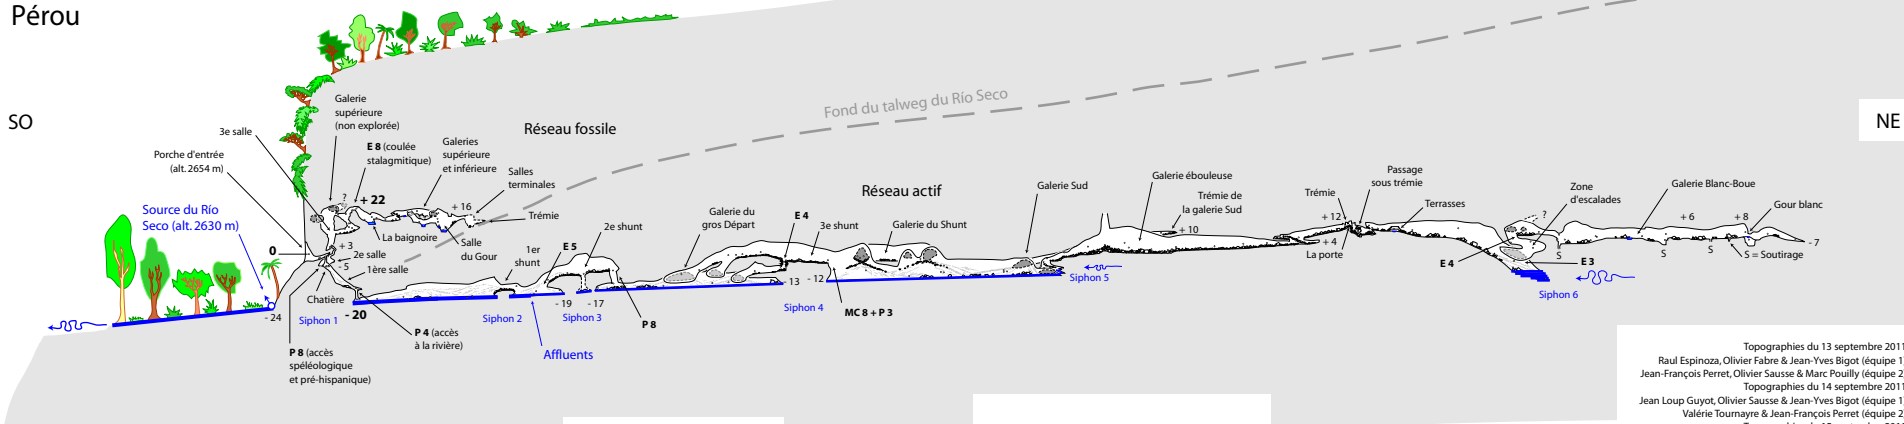 Pérou
SO
NE
Fond du talweg du Río Seco
Réseau fossile
Réseau actif
Galerie
supérieure
(non explorée)
3e salle
Porche d'entrée
(alt. 2654 m)
E 8 (coulée
stalagmitique)
Galeries
supérieure
et inférieure
Salles
terminales
Trémie
?
+ 22
+ 16
La baignoire
Salle
du Gour
Source du Río
Seco (alt. 2630 m)
0
+ 3
2e salle
- 5
1ère salle
Chatière
- 24
Siphon 1
- 20
P 8 (accès
spéléologique
et pré-hispanique)
P 4 (accès
à la rivière)
Siphon 2
1er
shunt
E 5
2e shunt
- 19
- 17
Siphon 3
P 8
Affluents
Galerie du
gros Départ
E 4
3e shunt
Galerie du Shunt
- 13
- 12
Siphon 4
MC 8 + P 3
Galerie Sud
Siphon 5
Galerie ébouleuse
Trémie de
la galerie Sud
+ 10
Trémie
+ 12
+ 4
La porte
Passage
sous trémie
Terrasses
E 4
?
Zone
d'escalades
S
E 3
Siphon 6
Galerie Blanc-Boue
+ 6
+ 8
Gour blanc
- 7
S
S
S = Soutirage
Topographies du 13 septembre 2011
Raul Espinoza, Olivier Fabre & Jean-Yves Bigot (équipe 1)
Jean-François Perret, Olivier Sausse & Marc Pouilly (équipe 2)
Topographies du 14 septembre 2011
Jean Loup Guyot, Olivier Sausse & Jean-Yves Bigot (équipe 1)
Valérie Tournayre & Jean-François Perret (équipe 2)